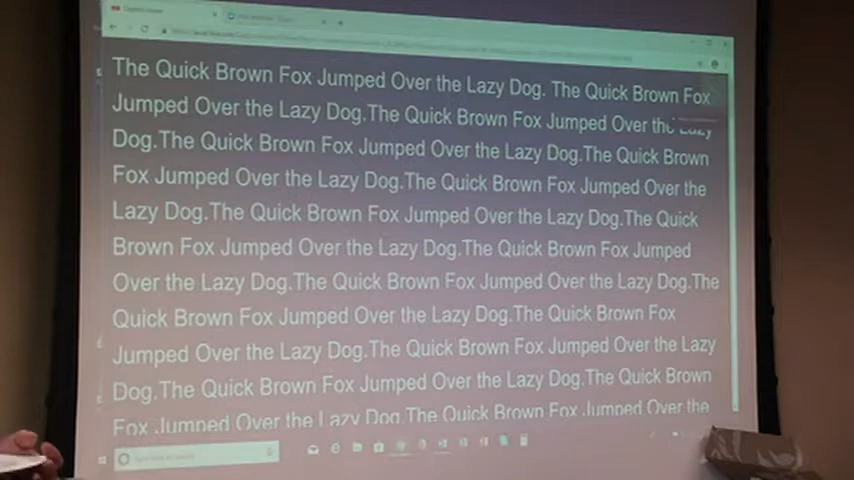 The Quick Brown Fox Jumped Over the Lazy Dog. The Quick Brown Fox
Jumped Over the Lazy Dog.The Quick Brown Fox Jumped Over the Lazy
Dog.The Quick Brown Fox Jumped Over the Lazy Dog.The Quick Brown
Fox Jumped Over the Lazy Dog.The Quick Brown Fox Jumped Over the
Lazy Dog.The Quick Brown Fox Jumped Over the Lazy Dog.The Quick
Brown Fox Jumped Over the Lazy Dog.The Quick Brown Fox Jumped
Over the Lazy Dog.The Quick Brown Fox Jumped Over the Lazy Dog.The
Quick Brown Fox Jumped Over the Lazy Dog.The Quick Brown Fox
Jumped Over the Lazy Dog.The Quick Brown Fox Jumped Over the Lazy
Dog.The Quick Brown Fox Jumped Over the Lazy Dog.The Quick Brown
Fox Jumped Over the Lazy Dog.The Quick Brown Fox Jumped Over the